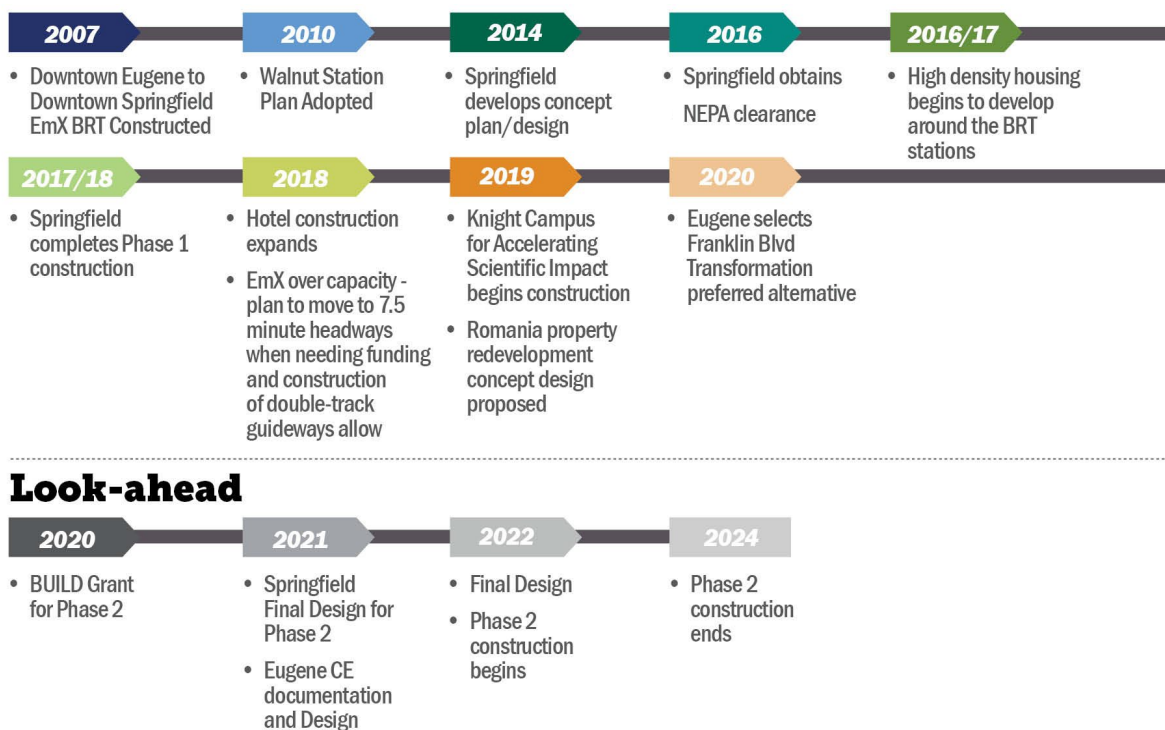 2007
• Downtown Eugene to
Downtown Springfield
EmX BRT Constructed
2010
• Walnut Station
Plan Adopted
2014
• Springfield
develops concept
plan/design
2016
• Springfield obtains
NEPA clearance
2016/17
• High density housing
begins to develop
around the BRT
stations
2017/18
• Springfield
completes Phase 1
construction
2018
• Hotel construction
expands
• EmX over capacity -
plan to move to 7.5
minute headways
when needing funding
and construction
of double-track
guideways allow
2019
• Knight Campus
for Accelerating
Scientific Impact
begins construction
• Romania property
redevelopment
concept design
proposed
2020
• Eugene selects
Franklin Blvd
Transformation
preferred alternative
Look-ahead
2020
• BUILD Grant
for Phase 2
2021
• Springfield
Final Design for
Phase 2
• Eugene CE
documentation
and Design
2022
• Final Design
• Phase 2
construction
begins
2024
• Phase 2
construction
ends